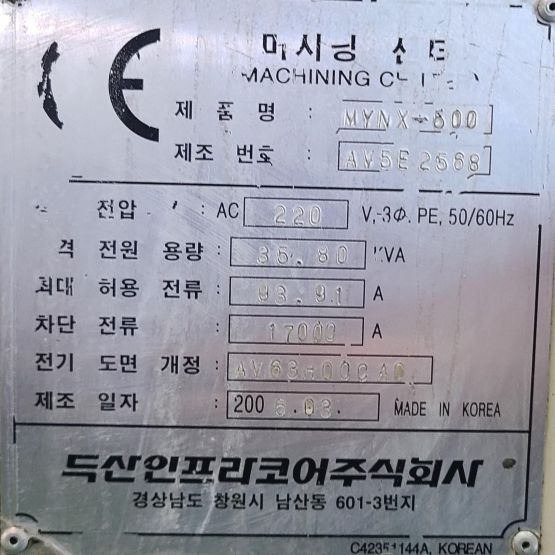 CE 머시닝 센터
MACHINING CENTER
제 품 명 : MYNX-500
제조 번호 : AV5E2568
전압 : AC 220 V, 3Φ. PE, 50/60Hz
격 전원 용량 : 35.80 KVA
최대 허용 전류 : 93.91 A
차단 전류 : 17000 A
전기 도면 개정 :
제조 일자 : 2006.03. MADE IN KOREA
두산인프라코어주식회사
경상남도 창원시 남산동 601-3번지
C42351144A, KOREAN